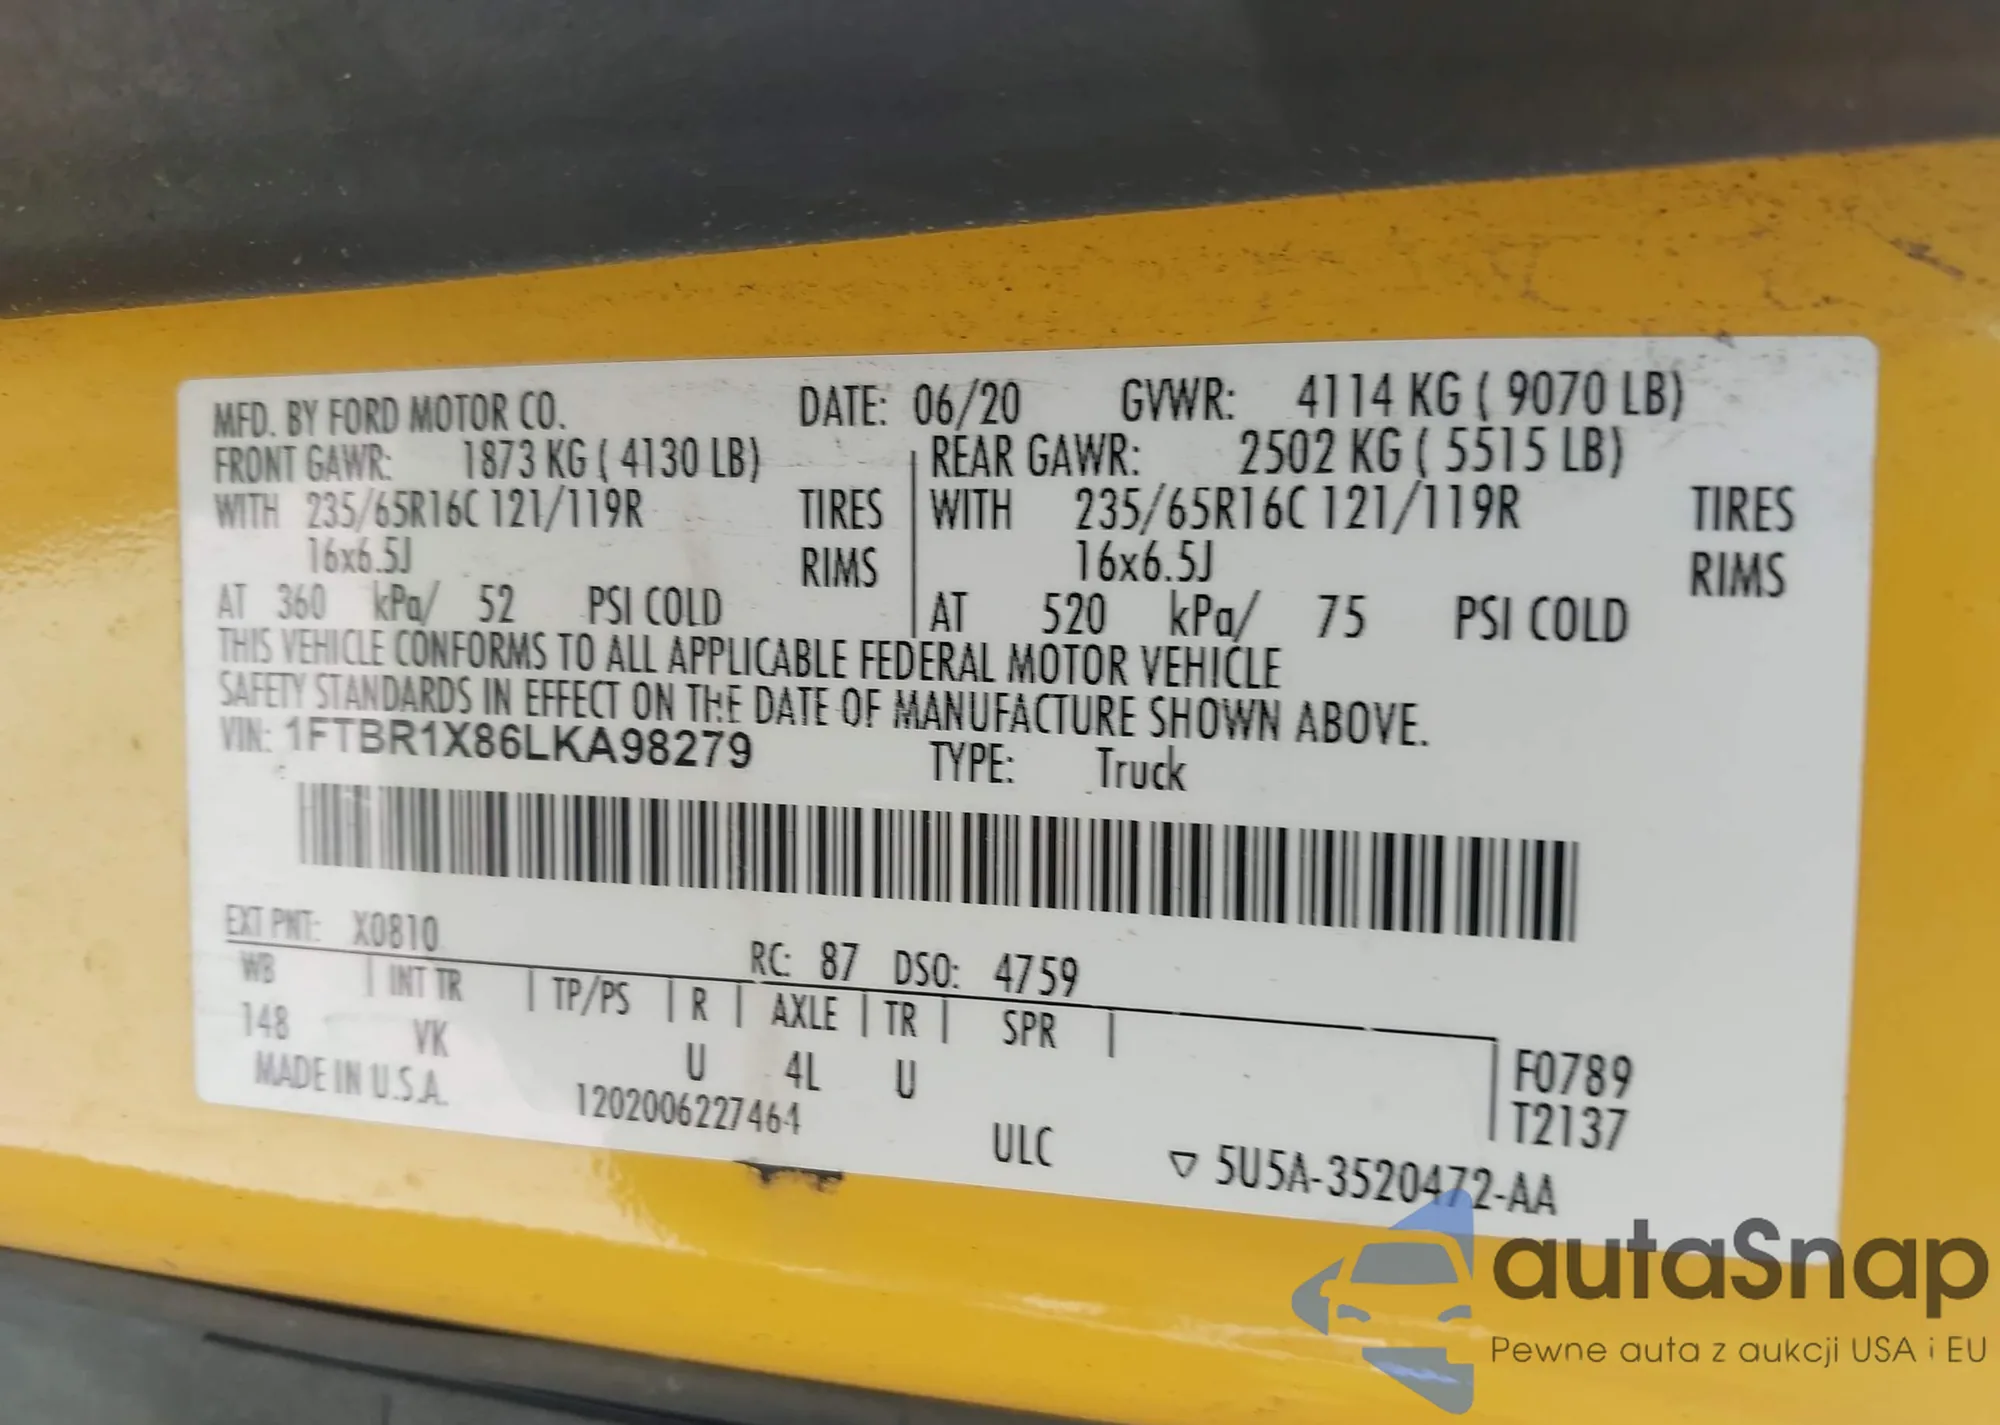 MFD. BY FORD MOTOR CO. DATE: 06/20 GVWR: 4114 KG ( 9070 LB)
FRONT GAWR: 1873 KG ( 4130 LB) REAR GAWR: 2502 KG ( 5515 LB)
WITH 235/65R16C 121/119R TIRES WITH 235/65R16C 121/119R TIRES
16x6.5J RIMS 16x6.5J RIMS
AT 360 kPa/ 52 PSI COLD AT 520 kPa/ 75 PSI COLD
THIS VEHICLE CONFORMS TO ALL APPLICABLE FEDERAL MOTOR VEHICLE
SAFETY STANDARDS IN EFFECT ON THE DATE OF MANUFACTURE SHOWN ABOVE.
VIN: 1FTBR1X86LKA98279 TYPE: Truck
EXT PNT: X0810 RC: 87 DSO: 4759
WB | INT TR | TP/PS | R | AXLE | TR | SPR |
148 VK U 4L U F0789
MADE IN U.S.A. 1202006227464 T2137
ULC ▽ 5U5A-3520472-AA
autaSnap
Pewne auta z aukcji USA i EU